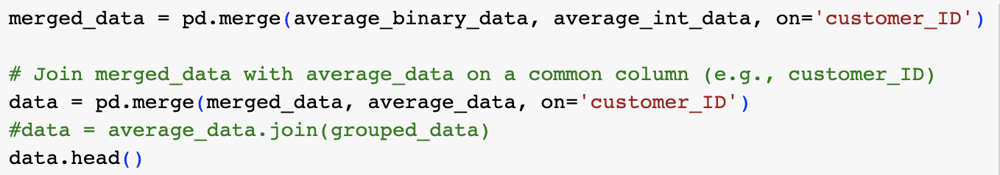 merged_data = pd.merge(average_binary_data, average_int_data, on='customer_ID')
# Join merged_data with average_data on a common column (e.g., customer_ID)
data = pd.merge(merged_data, average_data, on='customer_ID')
#data = average_data.join(grouped_data)
data.head()